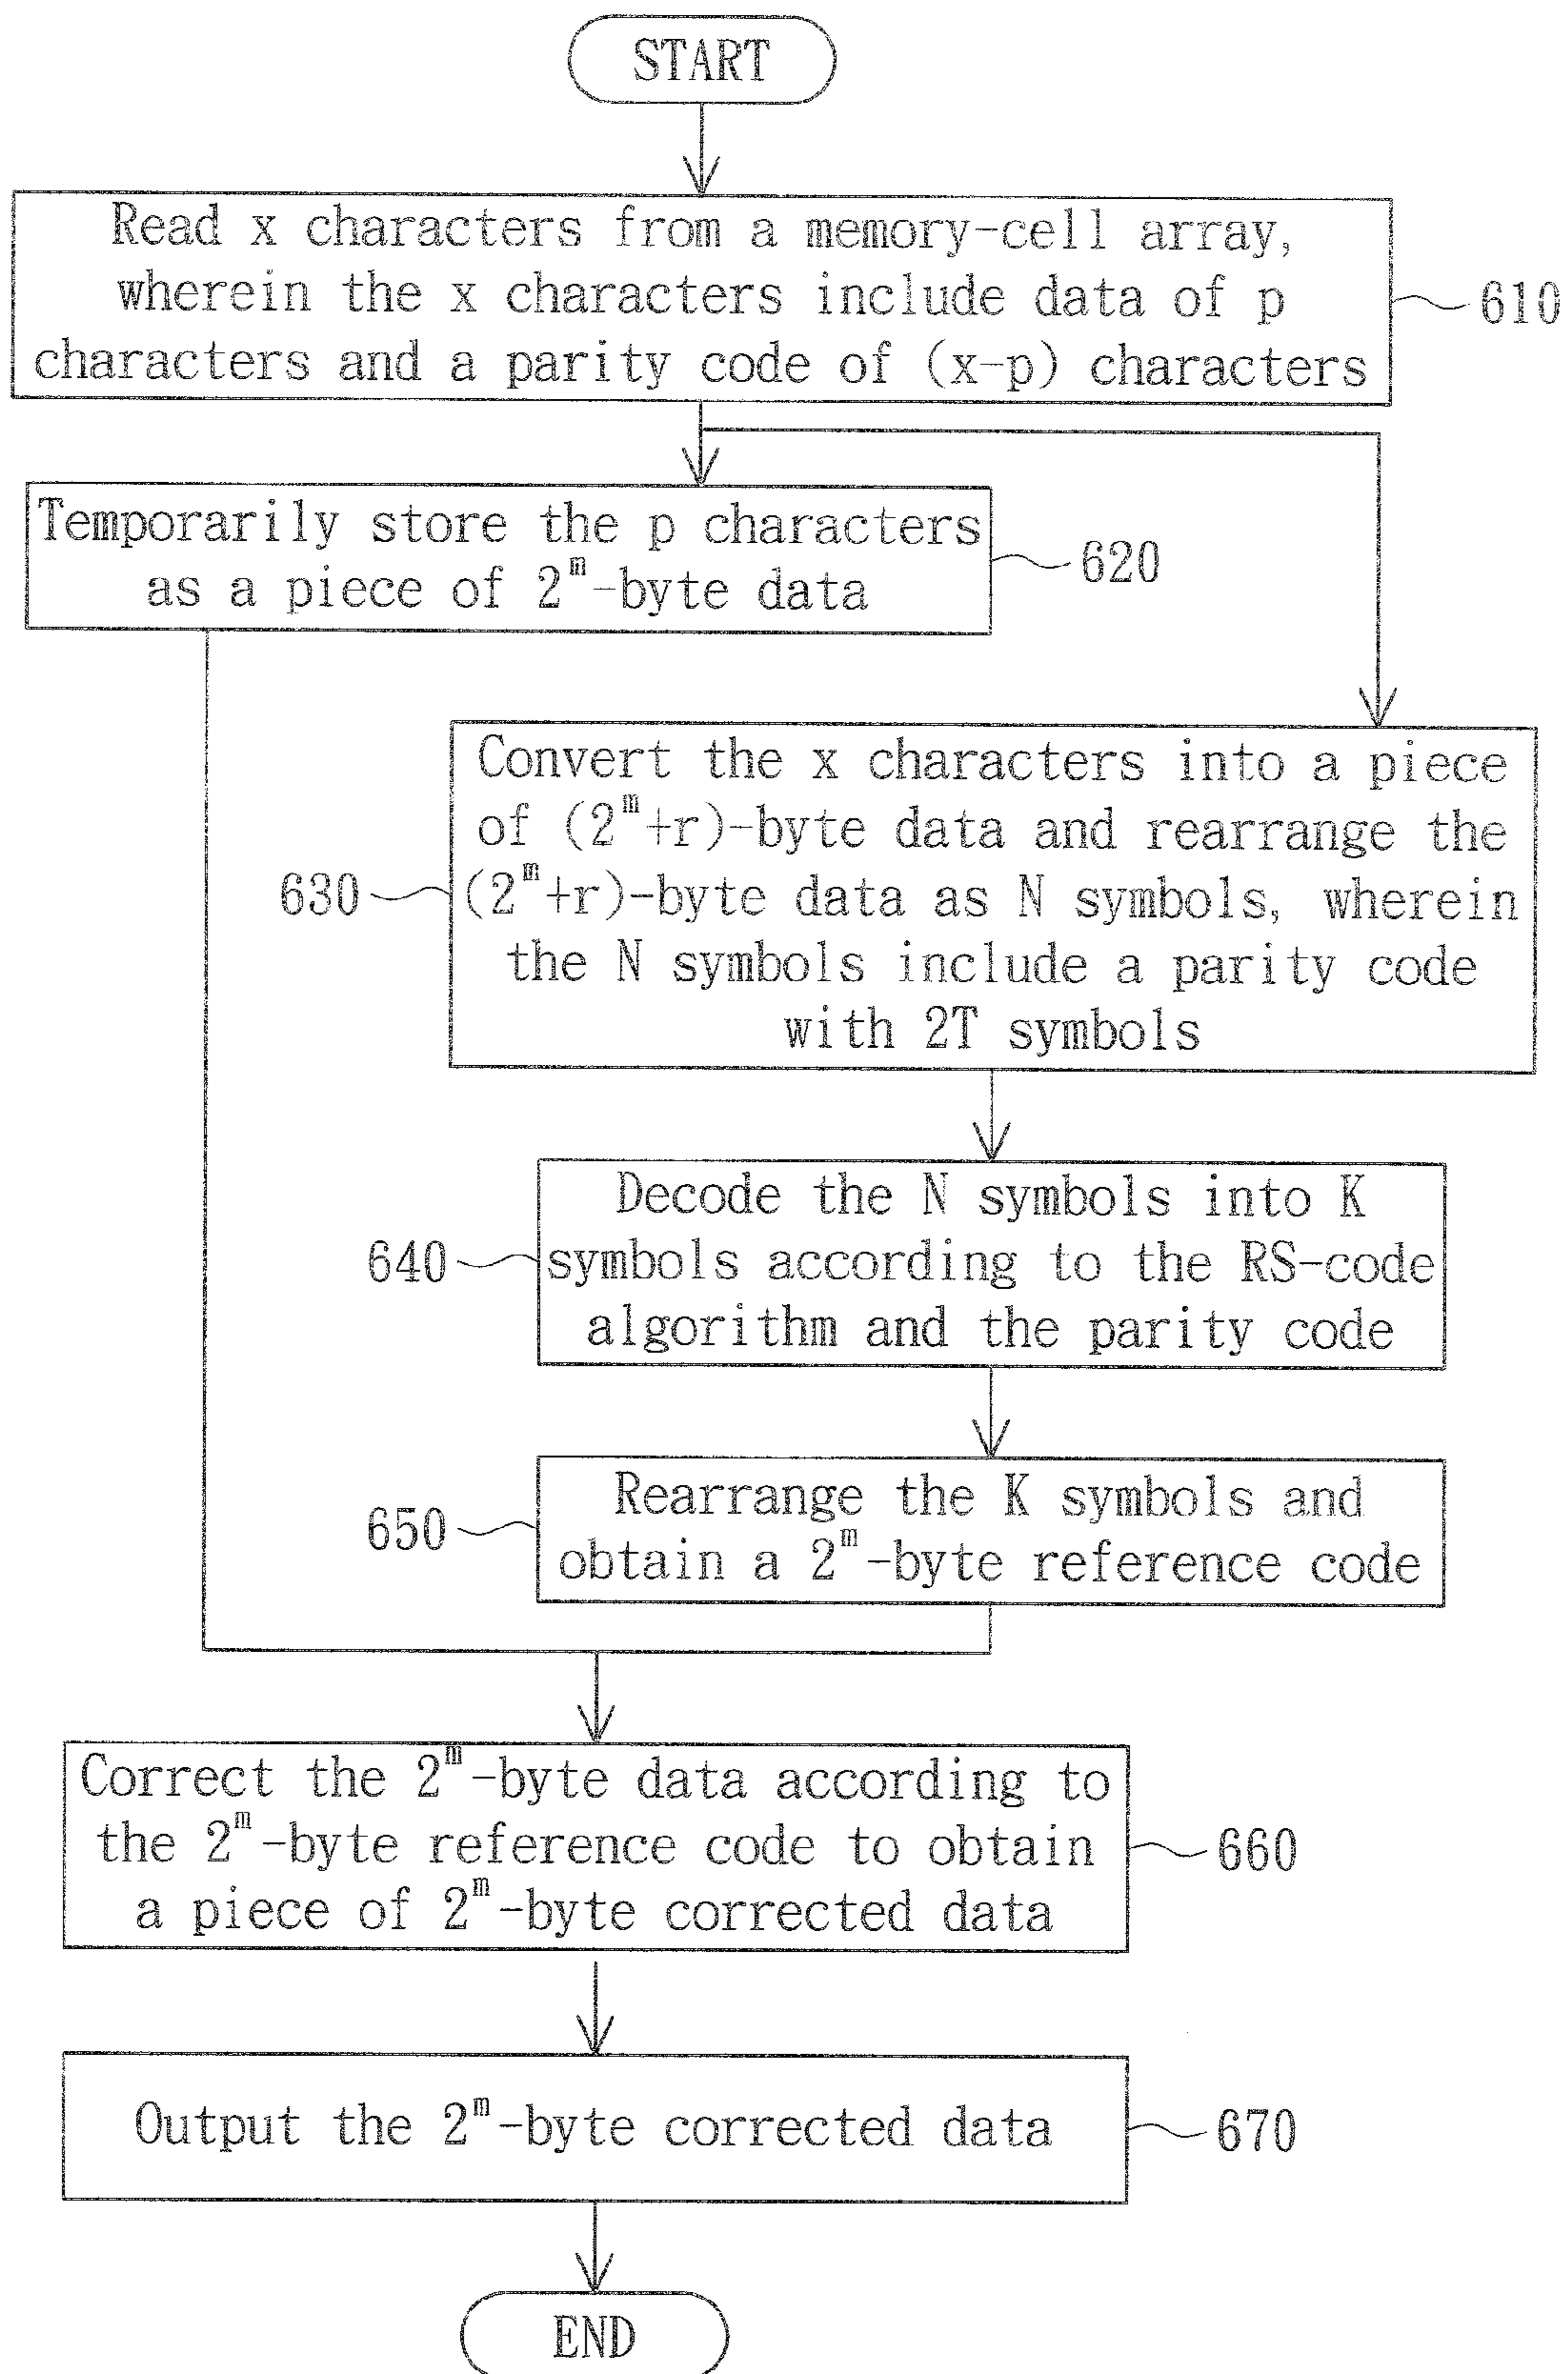 START
Read x characters from a memory-cell array,
wherein the x characters include data of p
characters and a parity code of (x-p) characters
610
Temporarily store the p characters
as a piece of 2ᵐ-byte data
620
Convert the x characters into a piece
of (2ᵐ+r)-byte data and rearrange the
(2ᵐ+r)-byte data as N symbols, wherein
the N symbols include a parity code
with 2T symbols
630
Decode the N symbols into K
symbols according to the RS-code
algorithm and the parity code
640
Rearrange the K symbols and
obtain a 2ᵐ-byte reference code
650
Correct the 2ᵐ-byte data according to
the 2ᵐ-byte reference code to obtain
a piece of 2ᵐ-byte corrected data
660
Output the 2ᵐ-byte corrected data
670
END